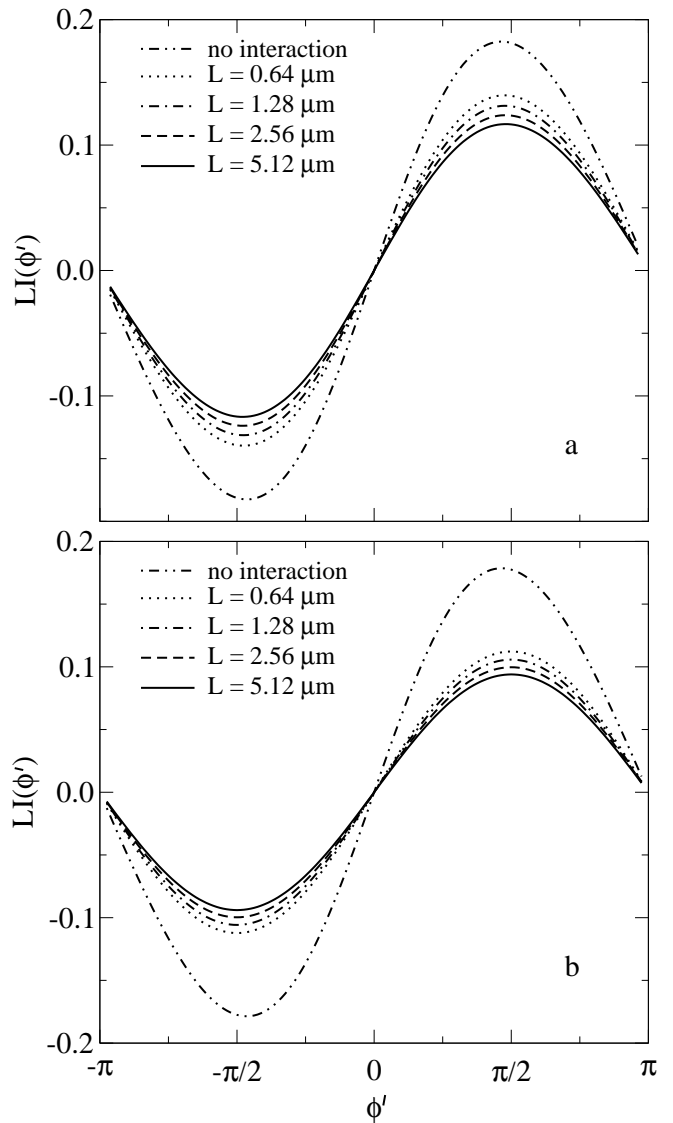 0.2
no interaction
L = 0.64 μm
L = 1.28 μm
L = 2.56 μm
L = 5.12 μm
0.1
0.0
-0.1
LI(ϕ′)
a
0.2
no interaction
L = 0.64 μm
L = 1.28 μm
L = 2.56 μm
L = 5.12 μm
0.1
0.0
-0.1
-0.2
LI(ϕ′)
b
-π
-π/2
0
π/2
π
ϕ′